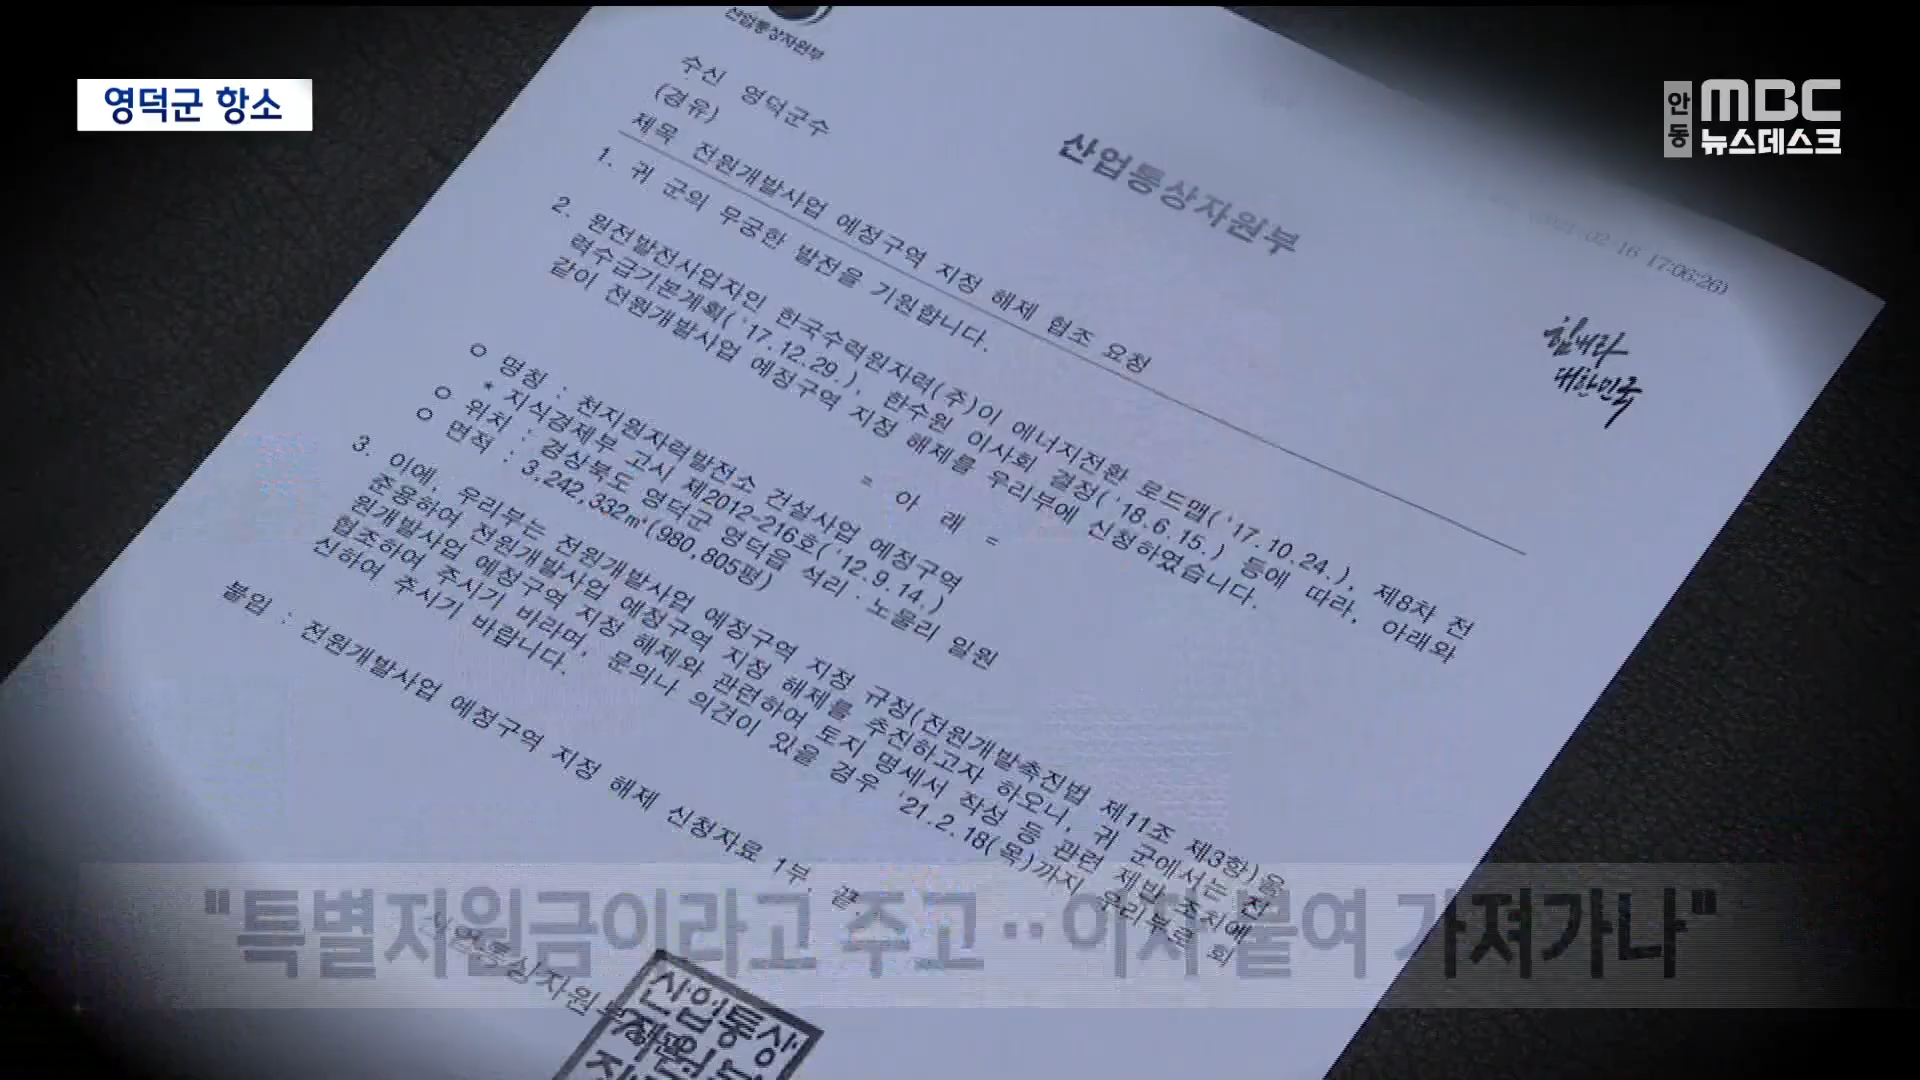 영덕군 항소
안동
MBC
뉴스데스크
산업통상자원부
산업통상자원부
02-16 17:06:26)
힘내라
대한민국
수신 영덕군수
(경유)
제목 전원개발사업 예정구역 지정 해제 협조 요청
1. 귀 군의 무궁한 발전을 기원합니다.
2. 원전발전사업자인 한국수력원자력(주)이 에너지전환 로드맵('17.10.24.), 제8차 전
력수급기본계획('17.12.29.), 한수원 이사회 결정('18.6.15.) 등에 따라, 아래와
같이 전원개발사업 예정구역 지정 해제를 우리부에 신청하였습니다.
= 아 래 =
ㅇ 명칭 : 천지원자력발전소 건설사업 예정구역
* 지식경제부 고시 제2012-216호('12.9.14.)
ㅇ 위치 : 경상북도 영덕군 영덕읍 석리·노물리 일원
ㅇ 면적 : 3,242,332㎡(980,805평)
3. 이에, 우리부는 전원개발사업 예정구역 지정 규정(전원개발촉진법 제11조 제3항)을
준용하여 전원개발사업 예정구역 지정 해제를 추진하고자 하오니, 귀 군에서는 전
원개발사업 예정구역 지정 해제와 관련하여 토지 명세서 작성 등 관련 제반 조치에
협조하여 주시기 바라며, 문의나 의견이 있을 경우 '21.2.18(목)까지 우리부로 회
신하여 주시기 바랍니다.
붙임 : 전원개발사업 예정구역 지정 해제 신청자료 1부. 끝.
"특별지원금이라고 주고‥이자 붙여 가져가나"
산업통상